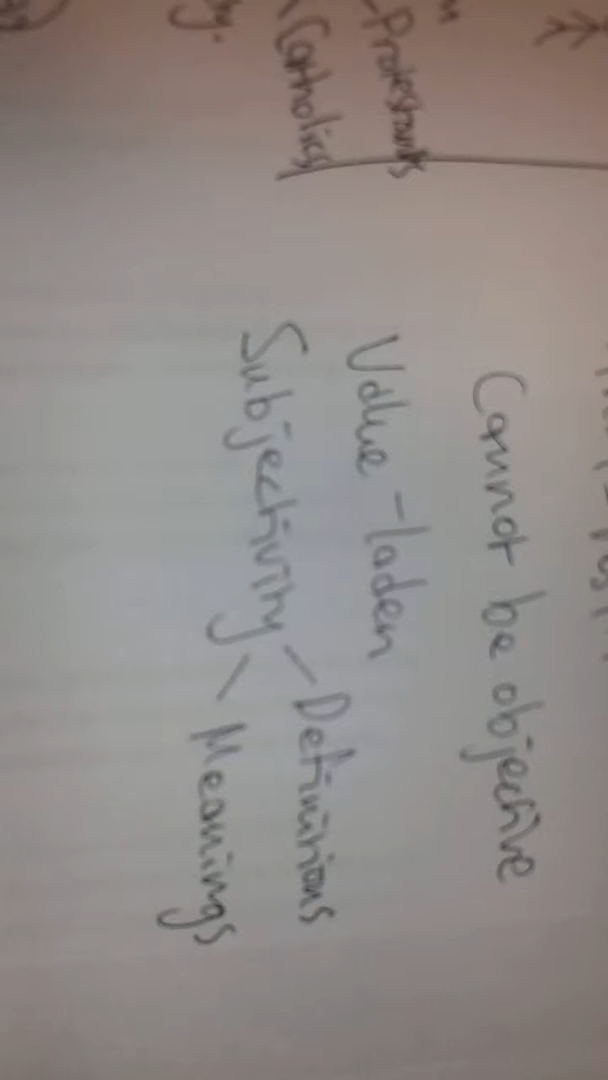 - Protestants
Catholics
Cannot be objective
Value-laden
Subjectivity - Definitions
- Meanings